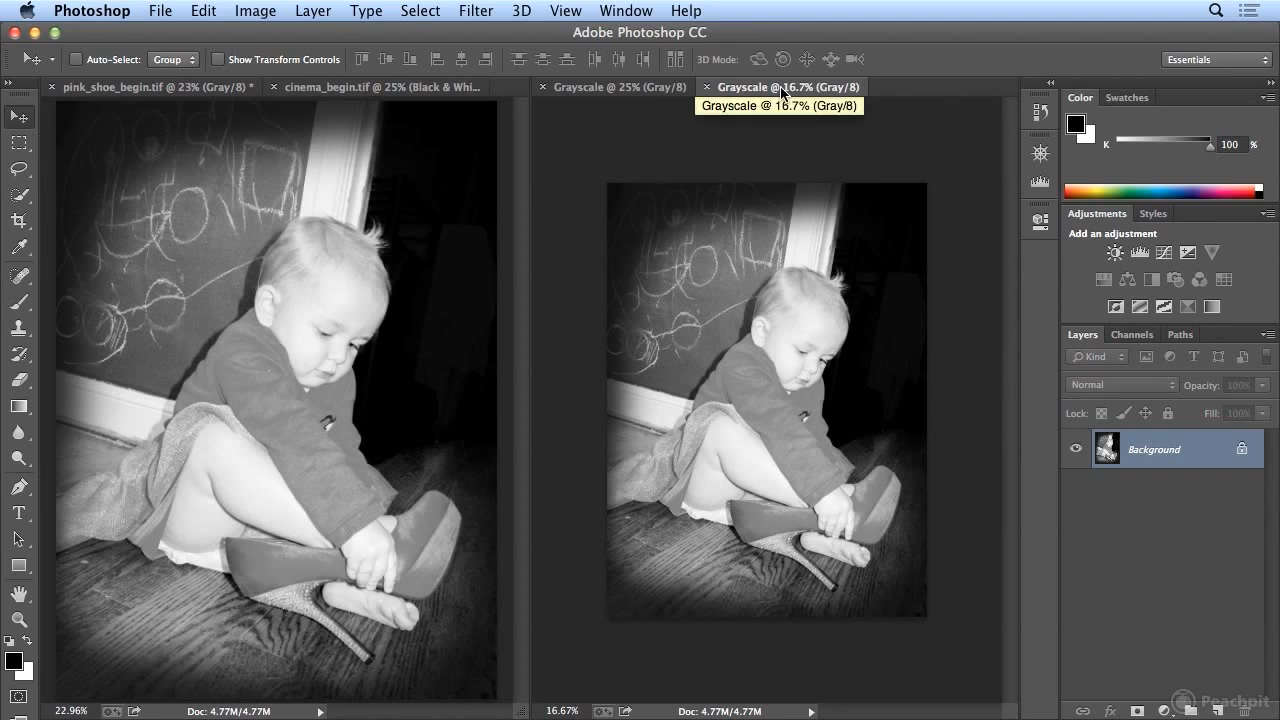 Photoshop File Edit Image Layer Type Select Filter 3D View Window Help
Adobe Photoshop CC
Auto-Select: Group Show Transform Controls 3D Mode: Essentials
pink_shoe_begin.tif @ 23% (Gray/8) * cinema_begin.tif @ 25% (Black & Whi... Grayscale @ 25% (Gray/8) Grayscale @ 16.7% (Gray/8)
Grayscale @ 16.7% (Gray/8)
Color Swatches
K 100 %
Adjustments Styles
Add an adjustment
Layers Channels Paths
Kind
Normal Opacity: 100%
Lock: Fill: 100%
Background
22.96% Doc: 4.77M/4.77M 16.67% Doc: 4.77M/4.77M
Peachpit